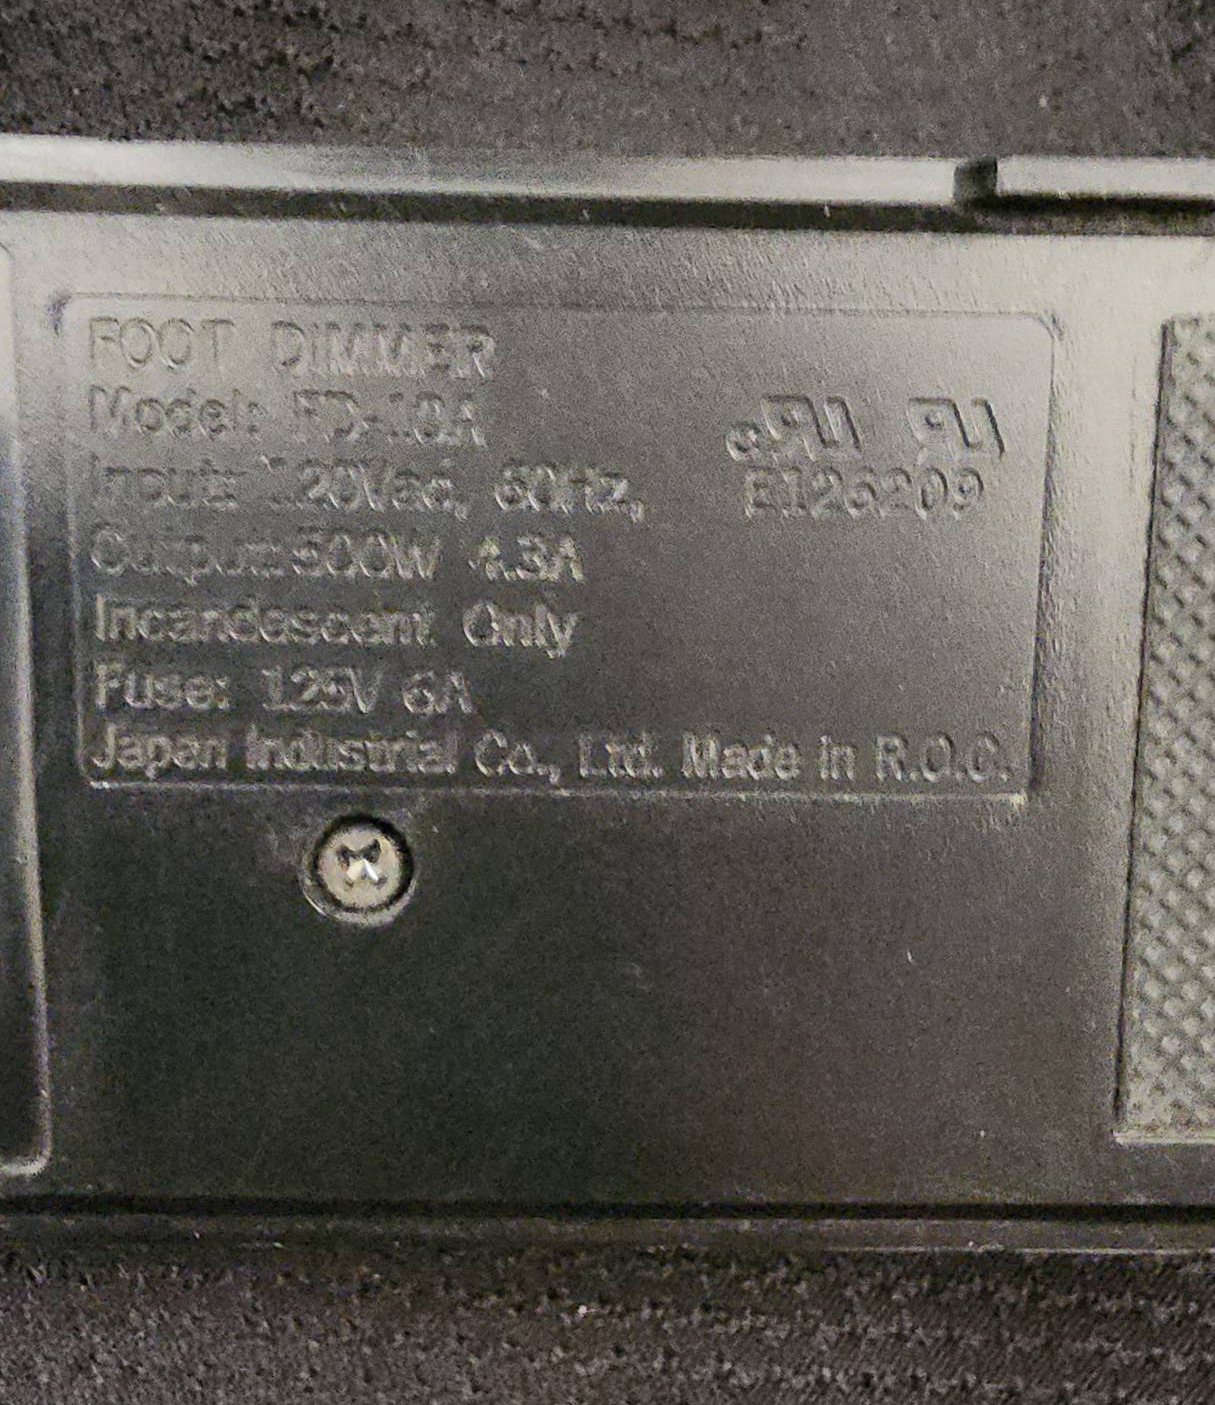 FOOT DIMMER
Model: FD-10A
Input: 120Vac, 60Hz,
E126209
Output: 500W 4.3A
Incandescent Only
Fuse: 125V 6A
Japan Industrial Co., Ltd. Made in R.O.C.